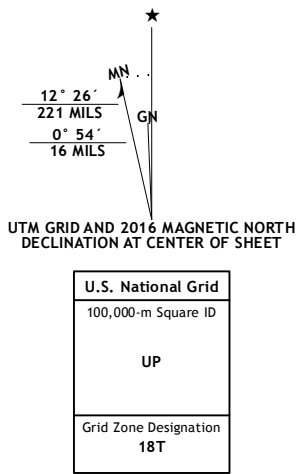 ★
MN
12° 26´
221 MILS
GN
0° 54´
16 MILS
UTM GRID AND 2016 MAGNETIC NORTH
DECLINATION AT CENTER OF SHEET
U.S. National Grid
100,000-m Square ID
UP
Grid Zone Designation
18T